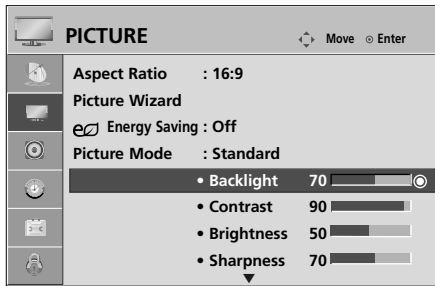 PICTURE Move Enter
Aspect Ratio : 16:9
Picture Wizard
Energy Saving : Off
Picture Mode : Standard
• Backlight 70
• Contrast 90
• Brightness 50
• Sharpness 70